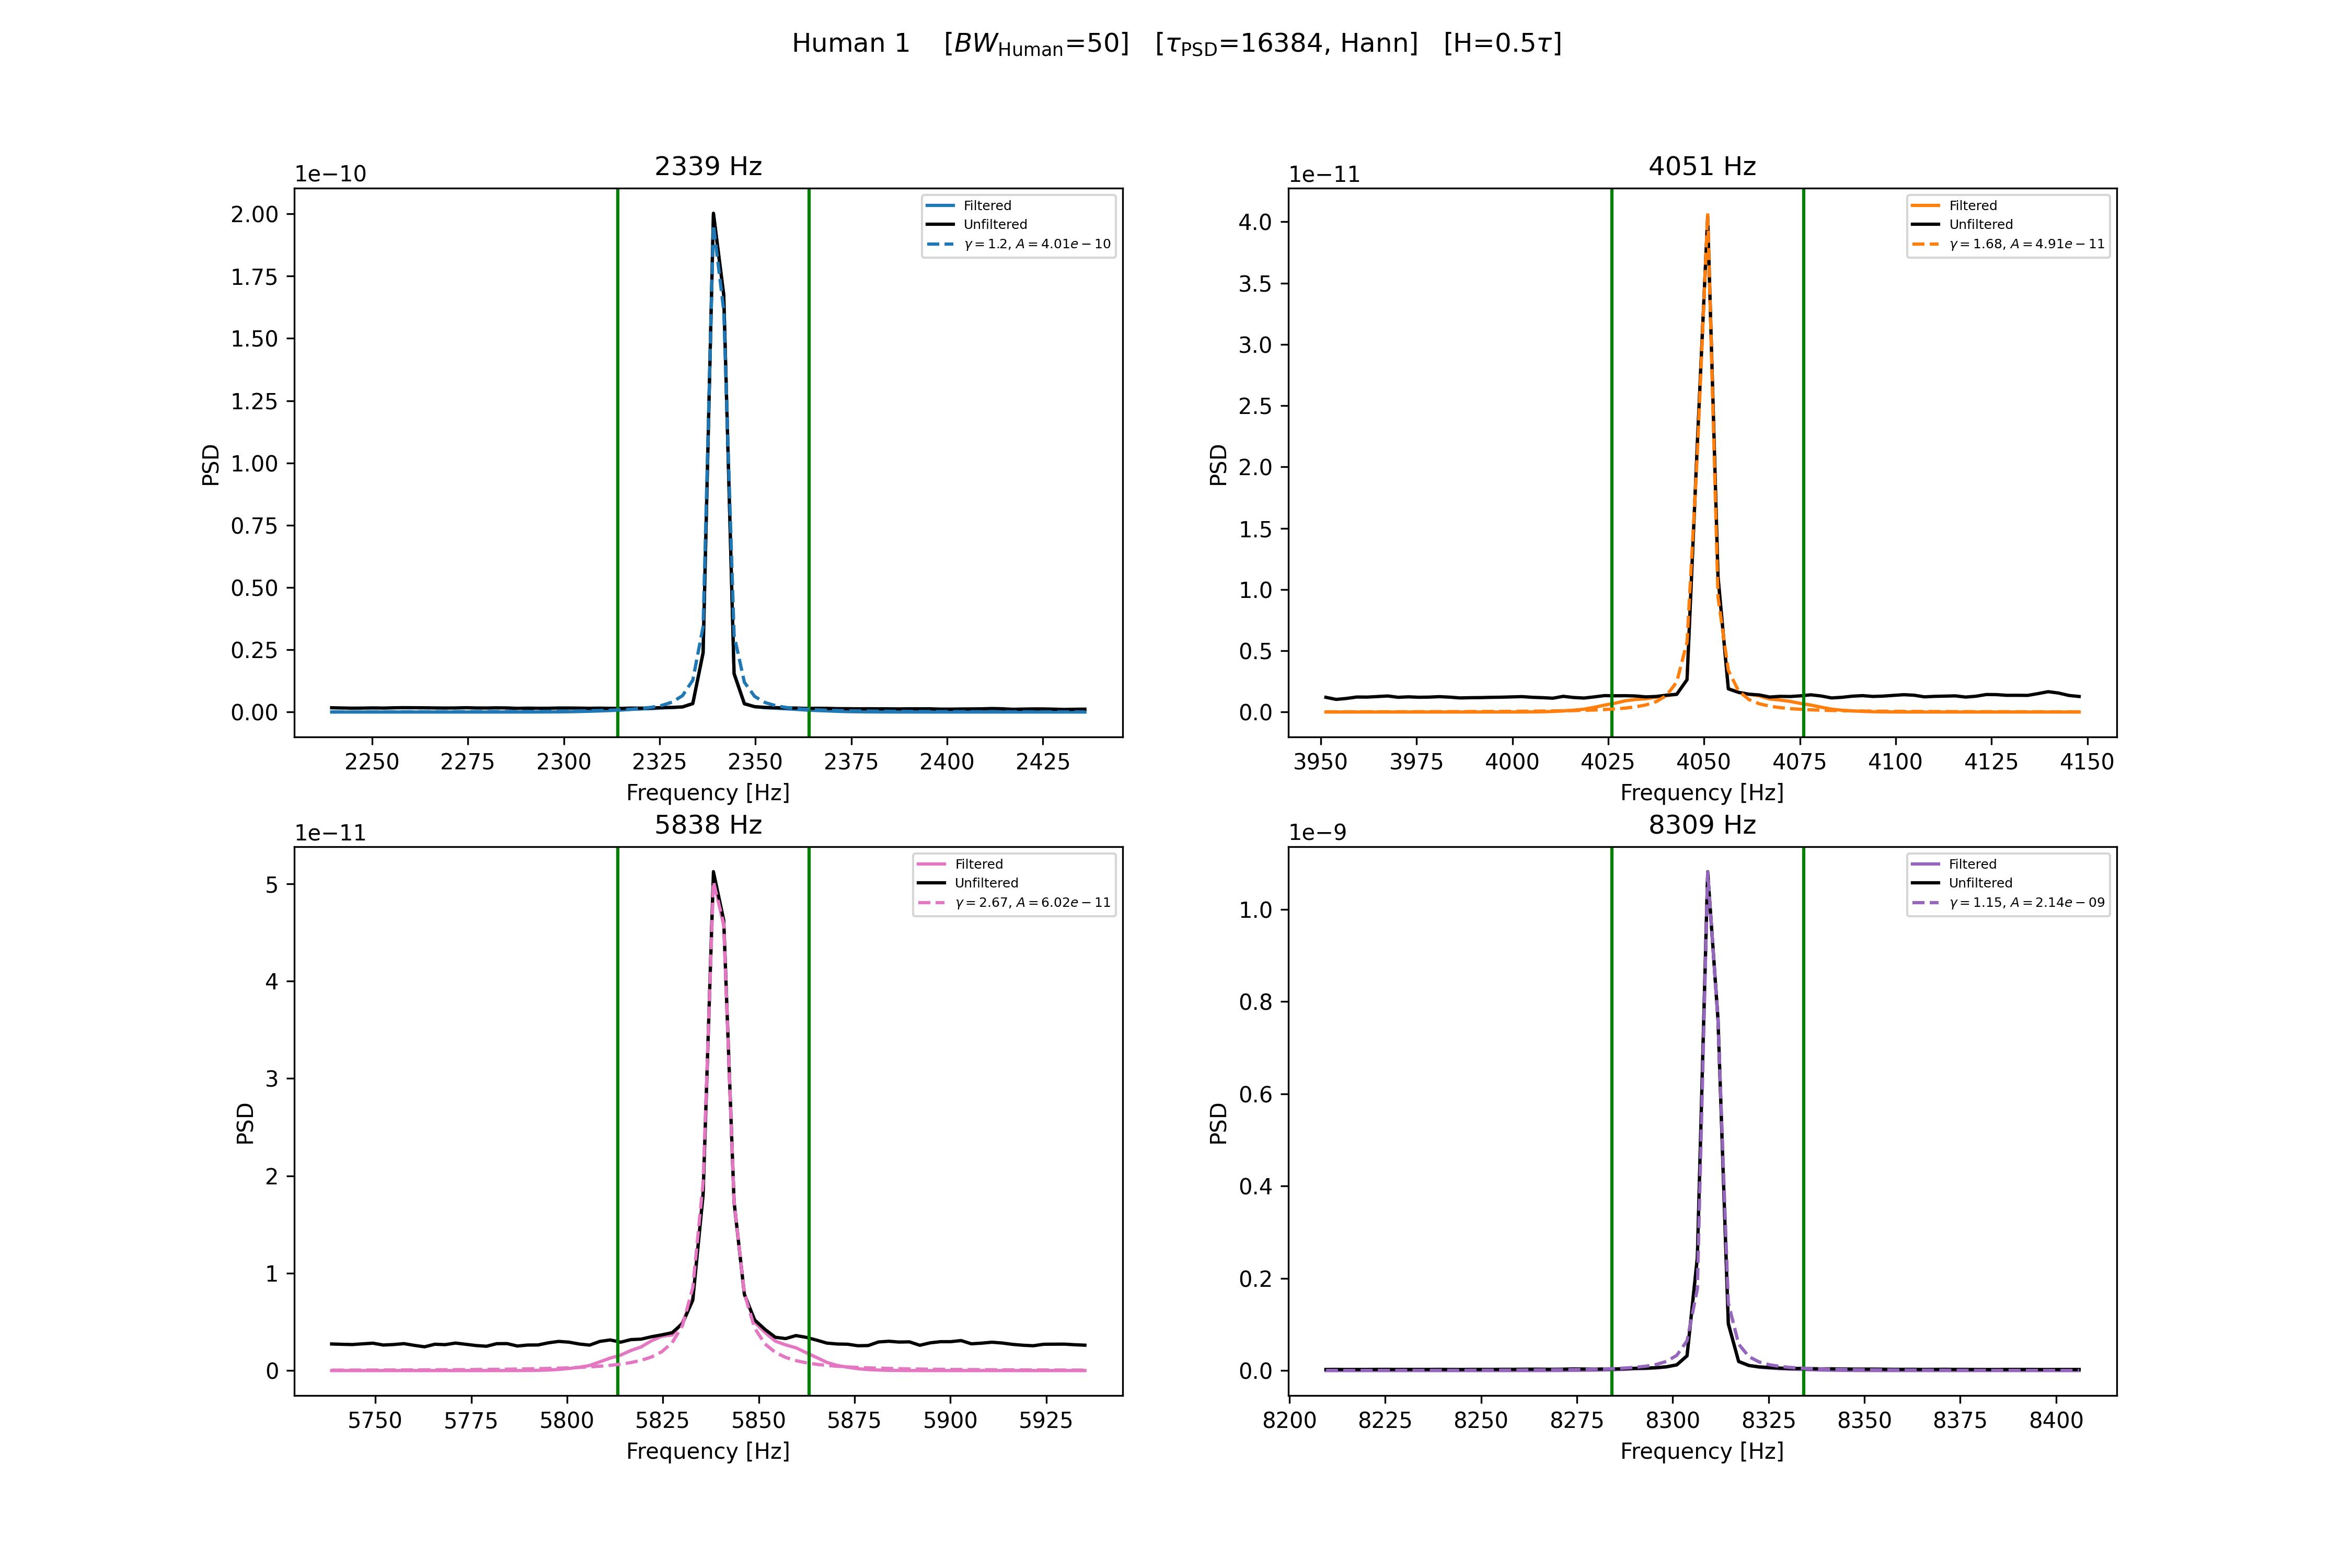 Human 1 [BW_Human=50] [τ_PSD=16384, Hann] [H=0.5τ]
2339 Hz
1e−10
PSD
2.00
1.75
1.50
1.25
1.00
0.75
0.50
0.25
0.00
Filtered
Unfiltered
γ = 1.2, A = 4.01e − 10
2250 2275 2300 2325 2350 2375 2400 2425
Frequency [Hz]
4051 Hz
1e−11
PSD
4.0
3.5
3.0
2.5
2.0
1.5
1.0
0.5
0.0
Filtered
Unfiltered
γ = 1.68, A = 4.91e − 11
3950 3975 4000 4025 4050 4075 4100 4125 4150
Frequency [Hz]
5838 Hz
1e−11
PSD
5
4
3
2
1
0
Filtered
Unfiltered
γ = 2.67, A = 6.02e − 11
5750 5775 5800 5825 5850 5875 5900 5925
Frequency [Hz]
8309 Hz
1e−9
PSD
1.0
0.8
0.6
0.4
0.2
0.0
Filtered
Unfiltered
γ = 1.15, A = 2.14e − 09
8200 8225 8250 8275 8300 8325 8350 8375 8400
Frequency [Hz]